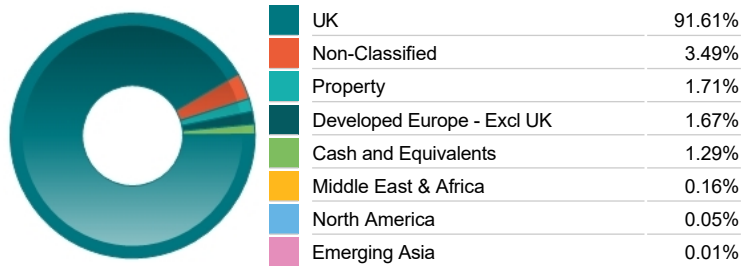 UK 91.61%
Non-Classified 3.49%
Property 1.71%
Developed Europe - Excl UK 1.67%
Cash and Equivalents 1.29%
Middle East & Africa 0.16%
North America 0.05%
Emerging Asia 0.01%